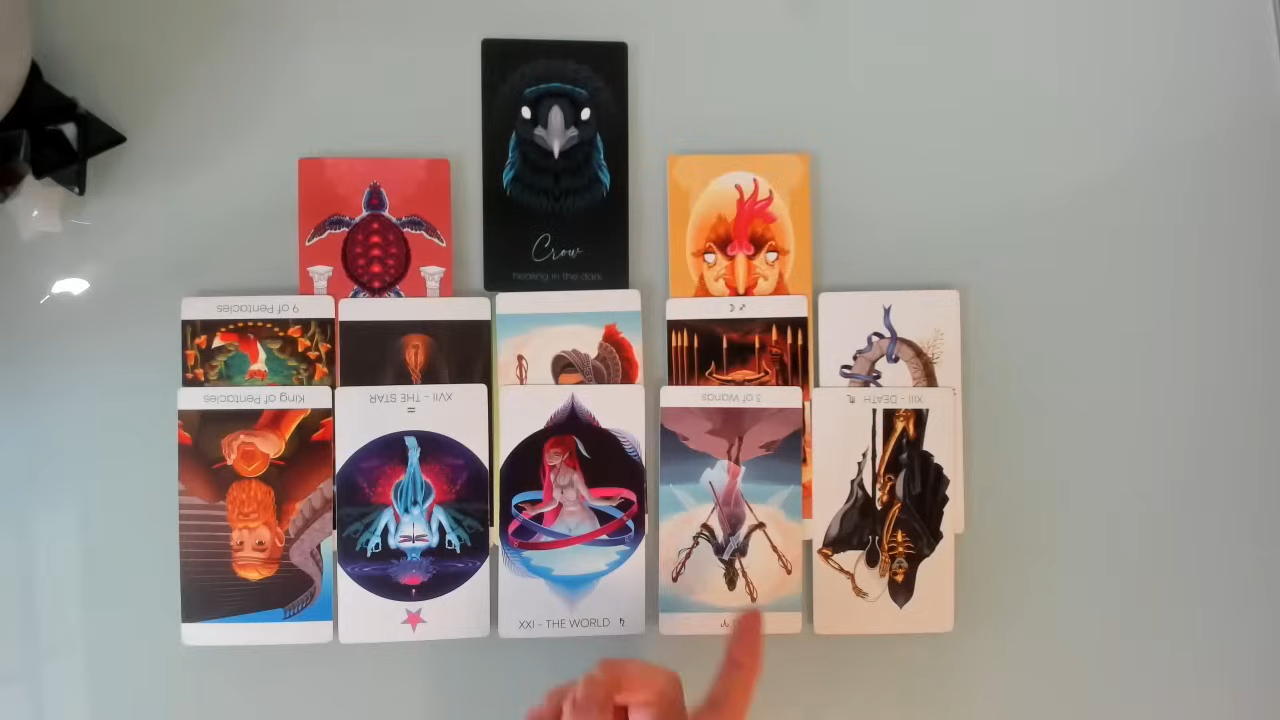 Crow
healing in the dark
9 of Pentacles
King of Pentacles
XVII - THE STAR
XXI - THE WORLD
3 of Wands
XIII - DEATH